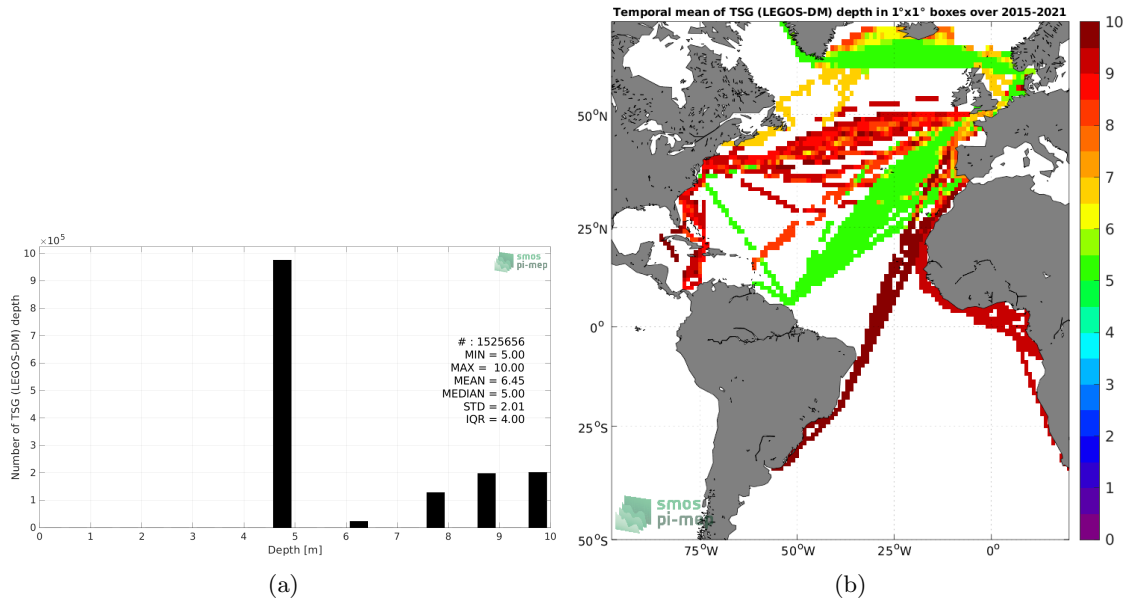 ×10⁵
10
9
8
7
6
5
4
3
2
1
0
Number of TSG (LEGOS-DM) depth
smos
pi-mep
# : 1525656
MIN = 5.00
MAX = 10.00
MEAN = 6.45
MEDIAN = 5.00
STD = 2.01
IQR = 4.00
0 1 2 3 4 5 6 7 8 9 10
Depth [m]
(a)
Temporal mean of TSG (LEGOS-DM) depth in 1°x1° boxes over 2015-2021
50°N
25°N
0°
25°S
50°S
75°W 50°W 25°W 0°
smos
pi-mep
10
9
8
7
6
5
4
3
2
1
0
(b)